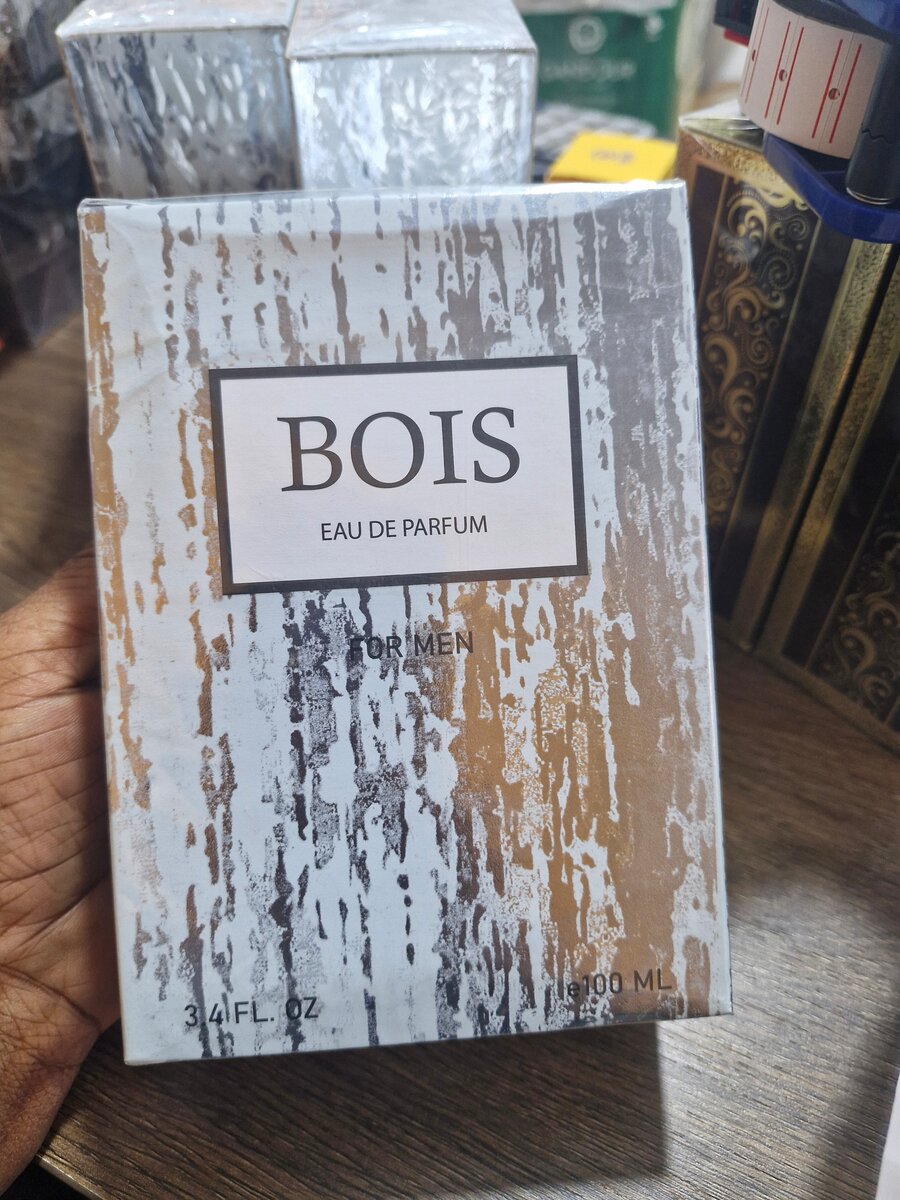 BOIS
EAU DE PARFUM
FOR MEN
3.4 FL. OZ
e100 ML